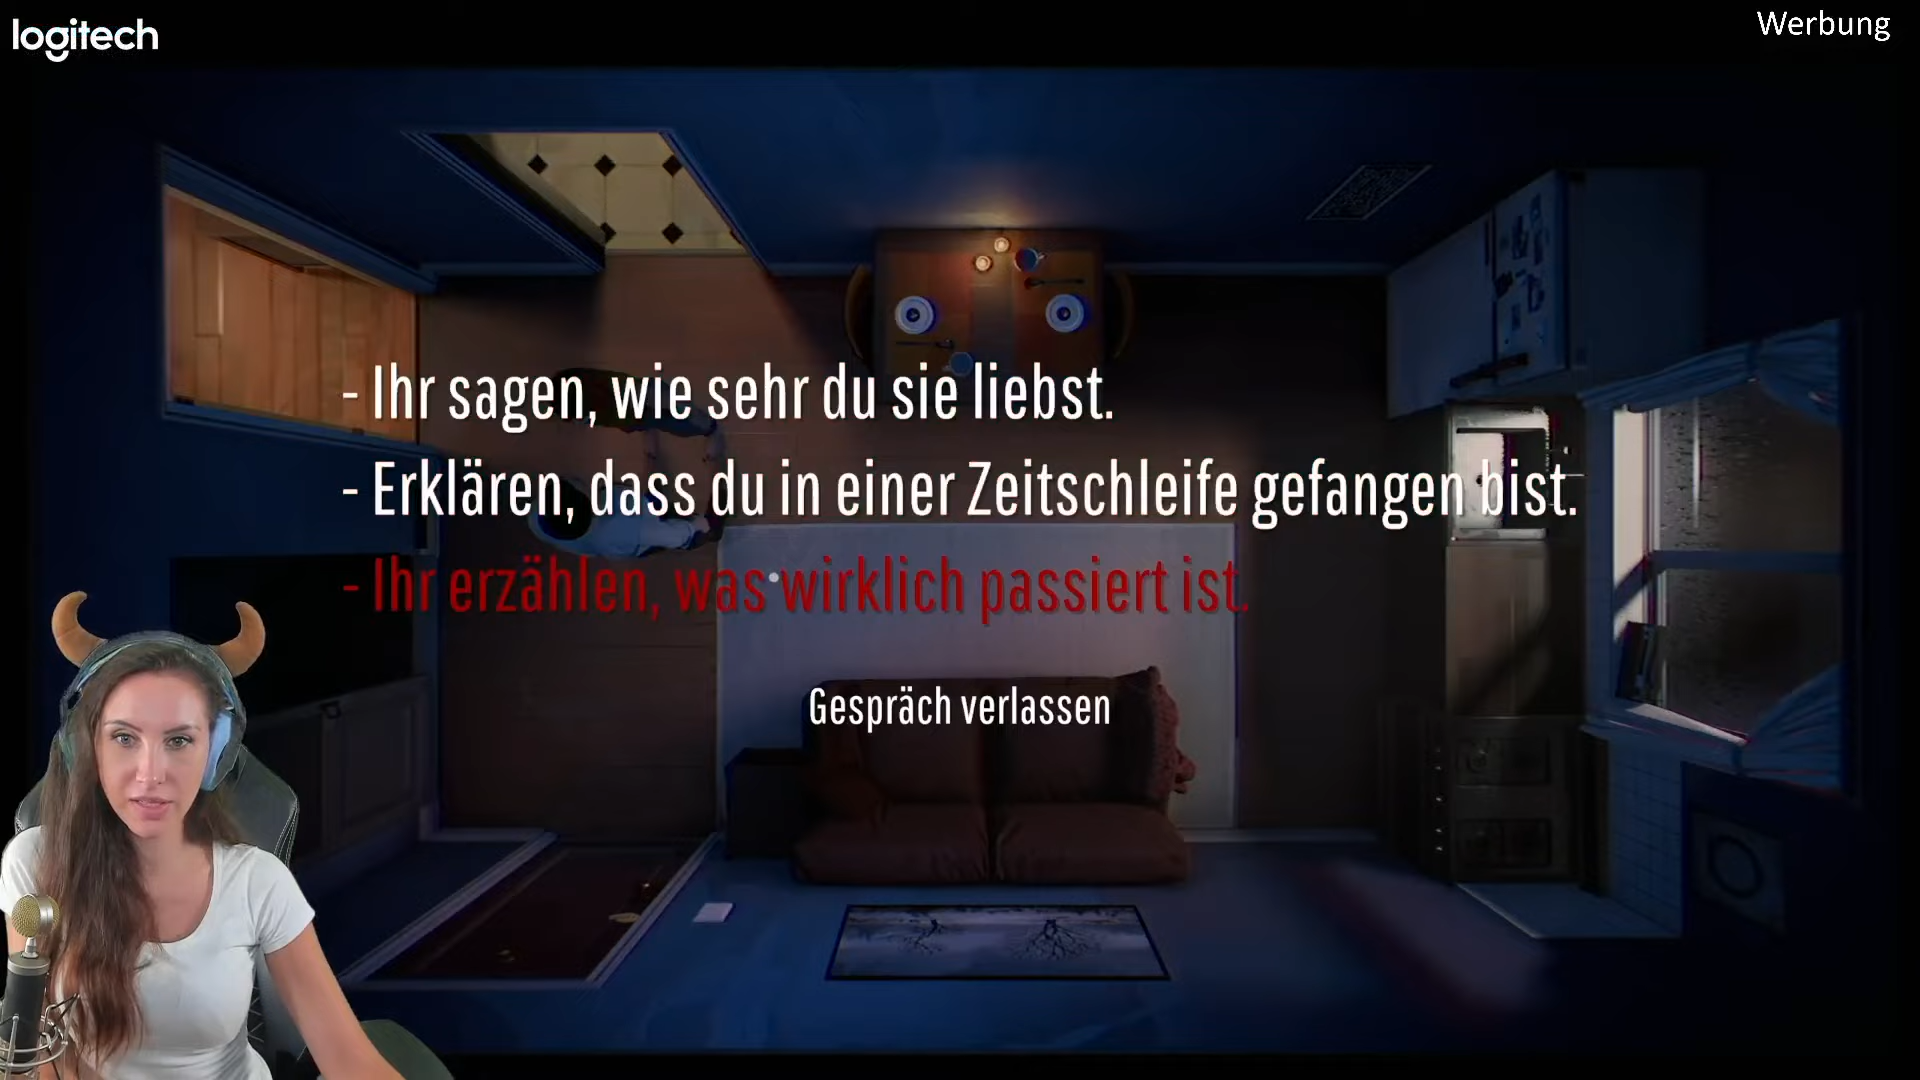 logitech
Werbung
- Ihr sagen, wie sehr du sie liebst.
- Erklären, dass du in einer Zeitschleife gefangen bist.
- Ihr erzählen, was wirklich passiert ist.
Gespräch verlassen